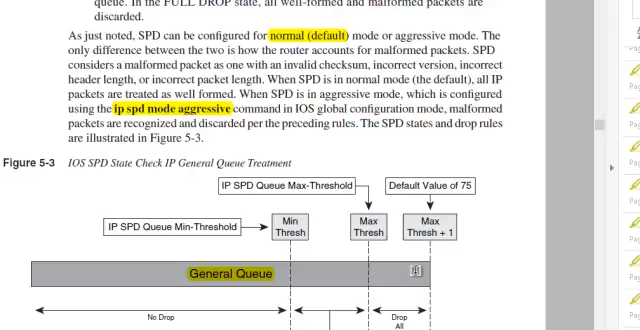 queue. In the FULL DROP state, all well-formed and malformed packets are
discarded.
As just noted, SPD can be configured for normal (default) mode or aggressive mode. The
only difference between the two is how the router accounts for malformed packets. SPD
considers a malformed packet as one with an invalid checksum, incorrect version, incorrect
header length, or incorrect packet length. When SPD is in normal mode (the default), all IP
packets are treated as well formed. When SPD is in aggressive mode, which is configured
using the ip spd mode aggressive command in IOS global configuration mode, malformed
packets are recognized and discarded per the preceding rules. The SPD states and drop rules
are illustrated in Figure 5-3.
Figure 5-3 IOS SPD State Check IP General Queue Treatment
IP SPD Queue Max-Threshold
Default Value of 75
IP SPD Queue Min-Threshold
Min
Thresh
Max
Thresh
Max
Thresh + 1
General Queue
No Drop
Drop
All
Pag
Pag
Pag
Pag
Pag
Pag
Pag